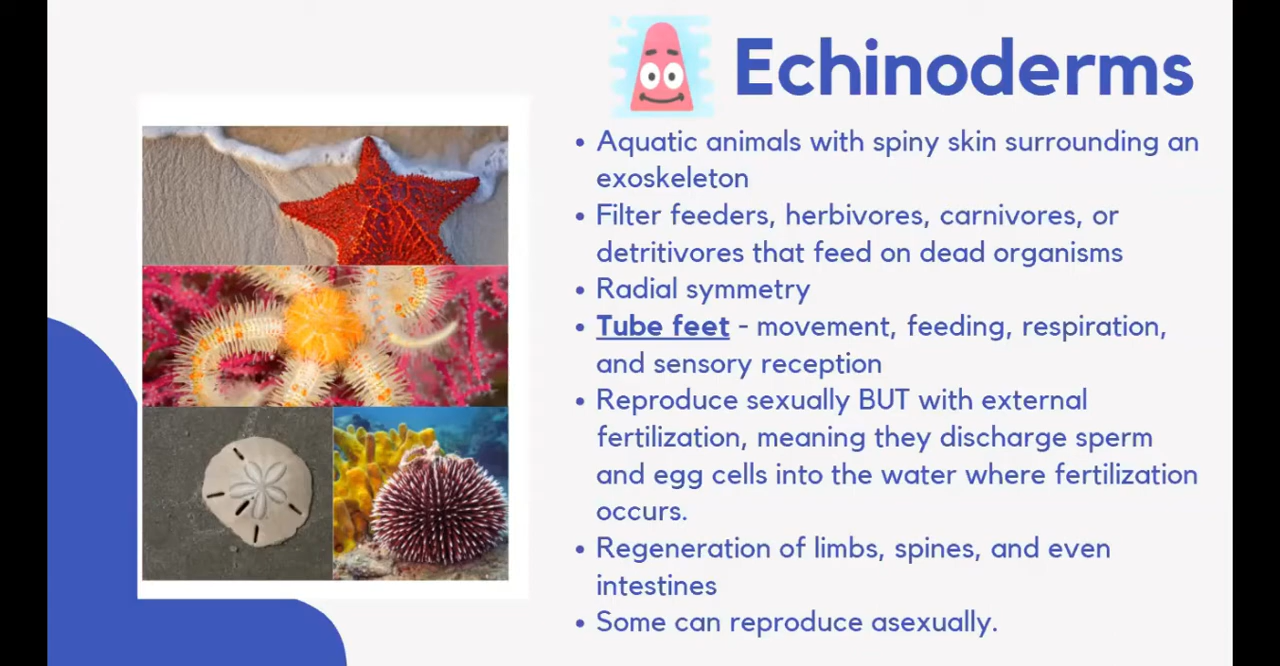 Echinoderms
• Aquatic animals with spiny skin surrounding an
exoskeleton
• Filter feeders, herbivores, carnivores, or
detritivores that feed on dead organisms
• Radial symmetry
• Tube feet - movement, feeding, respiration,
and sensory reception
• Reproduce sexually BUT with external
fertilization, meaning they discharge sperm
and egg cells into the water where fertilization
occurs.
• Regeneration of limbs, spines, and even
intestines
• Some can reproduce asexually.